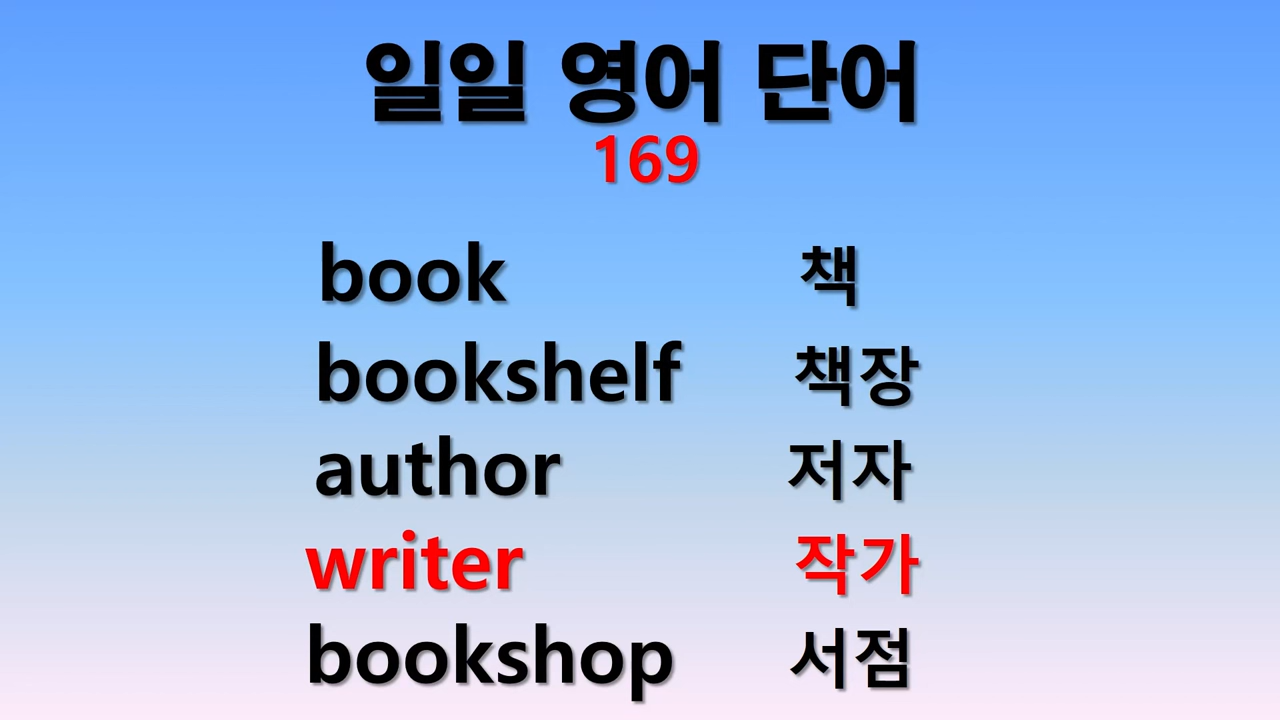 일일 영어 단어
169
book 책
bookshelf 책장
author 저자
writer 작가
bookshop 서점